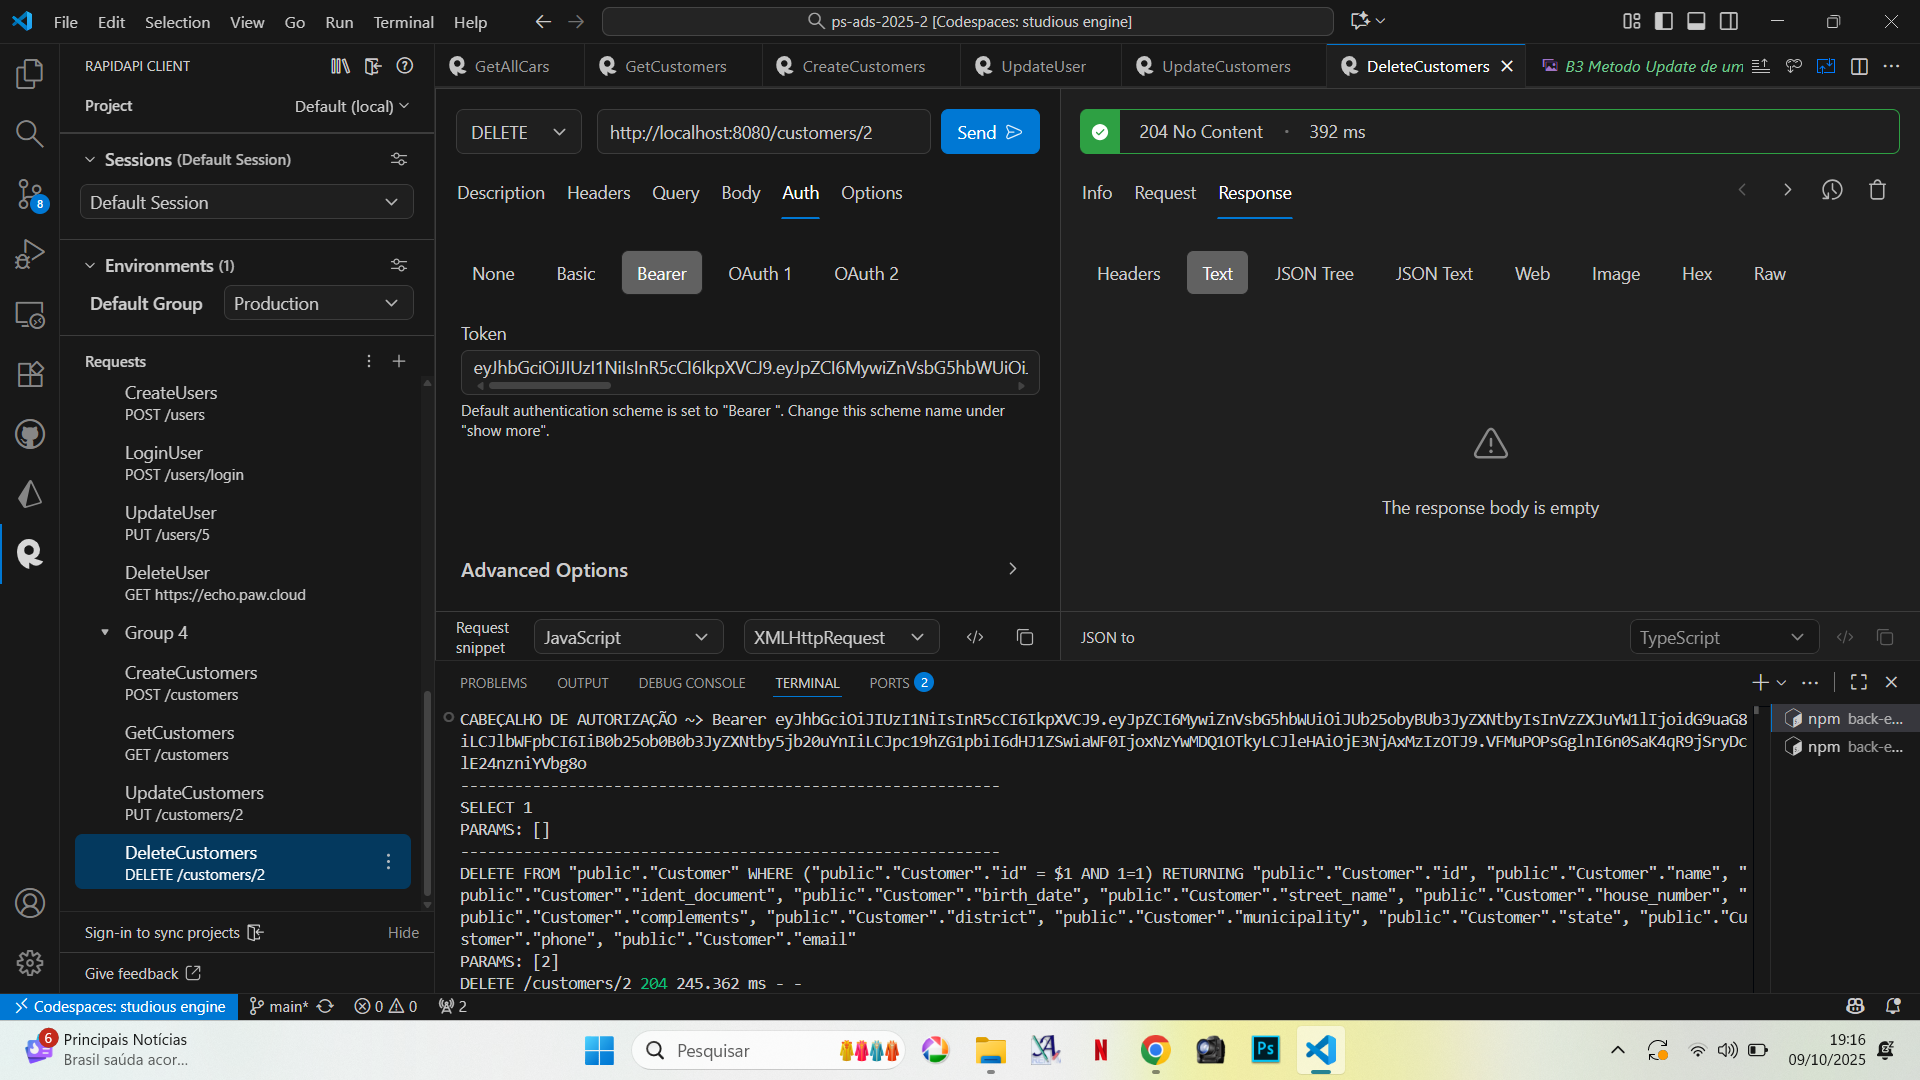 File Edit Selection View Go Run Terminal Help
ps-ads-2025-2 [Codespaces: studious engine]
RAPIDAPI CLIENT
Project
Default (local)
Sessions (Default Session)
Default Session
Environments (1)
Default Group
Production
Requests
CreateUsers
POST /users
LoginUser
POST /users/login
UpdateUser
PUT /users/5
DeleteUser
GET https://echo.paw.cloud
Group 4
CreateCustomers
POST /customers
GetCustomers
GET /customers
UpdateCustomers
PUT /customers/2
DeleteCustomers
DELETE /customers/2
Sign-in to sync projects
Hide
Give feedback
8
GetAllCars
GetCustomers
CreateCustomers
UpdateUser
UpdateCustomers
DeleteCustomers
B3 Metodo Update de um
DELETE
http://localhost:8080/customers/2
Send
Description Headers Query Body Auth Options
None Basic Bearer OAuth 1 OAuth 2
Token
Default authentication scheme is set to "Bearer ". Change this scheme name under
"show more".
Advanced Options
Request
snippet
JavaScript
XMLHttpRequest
204 No Content · 392 ms
Info Request Response
Headers Text JSON Tree JSON Text Web Image Hex Raw
The response body is empty
JSON to
TypeScript
PROBLEMS OUTPUT DEBUG CONSOLE TERMINAL PORTS 2
CABEÇALHO DE AUTORIZAÇÃO ~> Bearer
------------------------------------------------------------
SELECT 1
PARAMS: []
------------------------------------------------------------
DELETE FROM "public"."Customer" WHERE ("public"."Customer"."id" = $1 AND 1=1) RETURNING "public"."Customer"."id", "public"."Customer"."name", "
public"."Customer"."ident_document", "public"."Customer"."birth_date", "public"."Customer"."street_name", "public"."Customer"."house_number", "
public"."Customer"."complements", "public"."Customer"."district", "public"."Customer"."municipality", "public"."Customer"."state", "public"."Cu
stomer"."phone", "public"."Customer"."email"
PARAMS: [2]
DELETE /customers/2 204 245.362 ms - -
npm back-e...
npm back-e...
Codespaces: studious engine
main*
0
0
2
6
Principais Notícias
Brasil saúda acor...
Pesquisar
N
Ps
19:16
09/10/2025